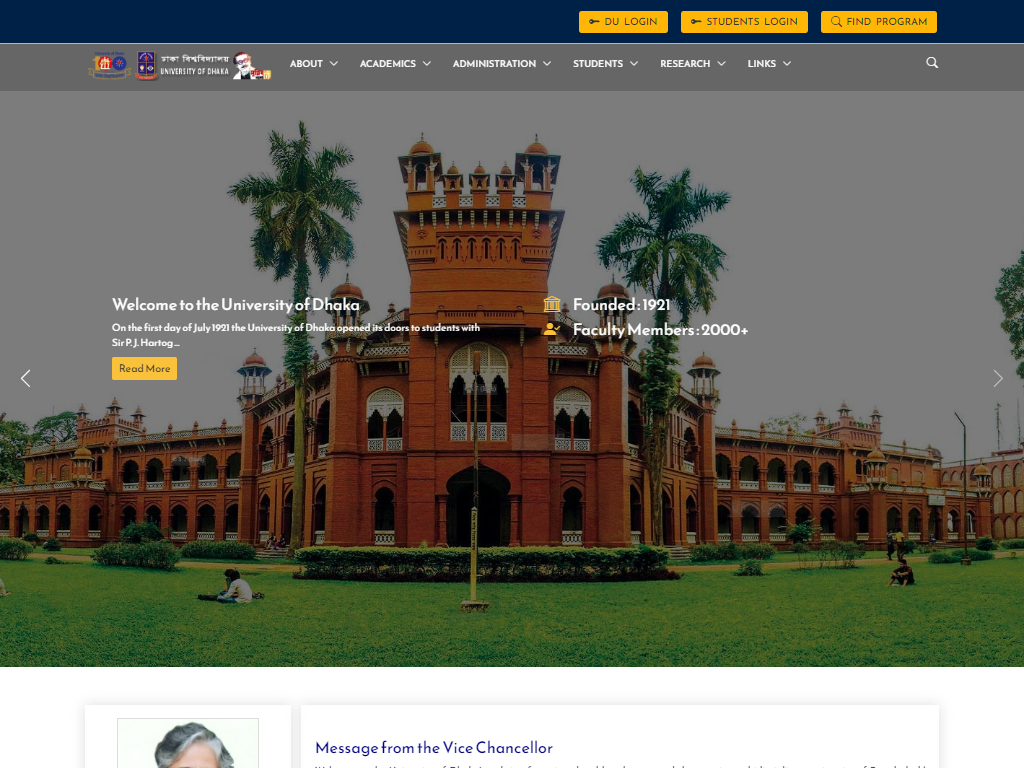 DU LOGIN
STUDENTS LOGIN
FIND PROGRAM
ঢাকা বিশ্ববিদ্যালয়
UNIVERSITY OF DHAKA
ABOUT
ACADEMICS
ADMINISTRATION
STUDENTS
RESEARCH
LINKS
Welcome to the University of Dhaka
On the first day of July 1921 the University of Dhaka opened its doors to students with
Sir P.J. Hartog...
Read More
Founded : 1921
Faculty Members : 2000+
Message from the Vice Chancellor